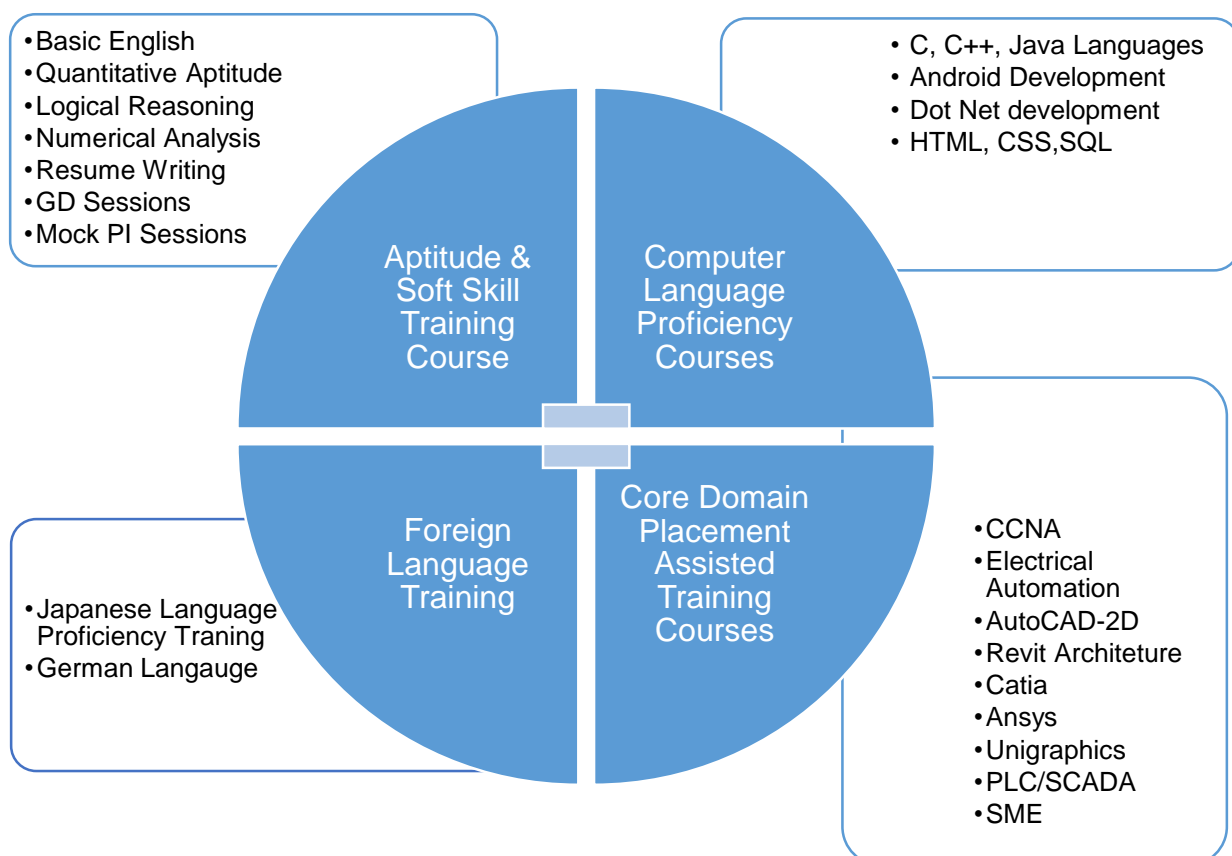 •Basic English
•Quantitative Aptitude
•Logical Reasoning
•Numerical Analysis
•Resume Writing
•GD Sessions
•Mock PI Sessions
• C, C++, Java Languages
• Android Development
• Dot Net development
• HTML, CSS,SQL
Aptitude &
Soft Skill
Training
Course
Computer
Language
Proficiency
Courses
Foreign
Language
Training
Core Domain
Placement
Assisted
Training
Courses
•Japanese Language
Proficiency Traning
•German Langauge
•CCNA
•Electrical
Automation
•AutoCAD-2D
•Revit Architeture
•Catia
•Ansys
•Unigraphics
•PLC/SCADA
•SME